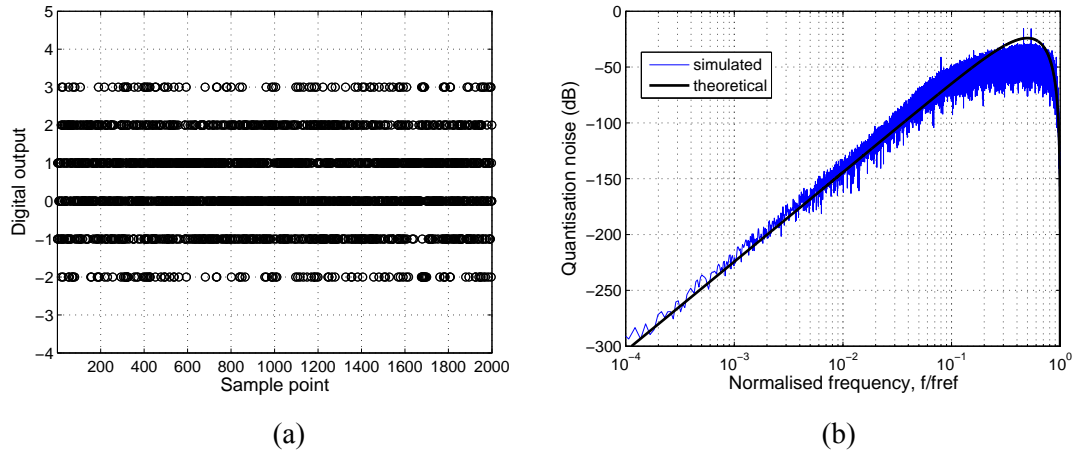 5
4
3
2
1
0
−1
−2
−3
−4
200 400 600 800 1000 1200 1400 1600 1800 2000
Digital output
Sample point
(a)
0
−50
−100
−150
−200
−250
−300
10⁻⁴ 10⁻³ 10⁻² 10⁻¹ 10⁰
Quantisation noise (dB)
Normalised frequency, f/fref
simulated
theoretical
(b)